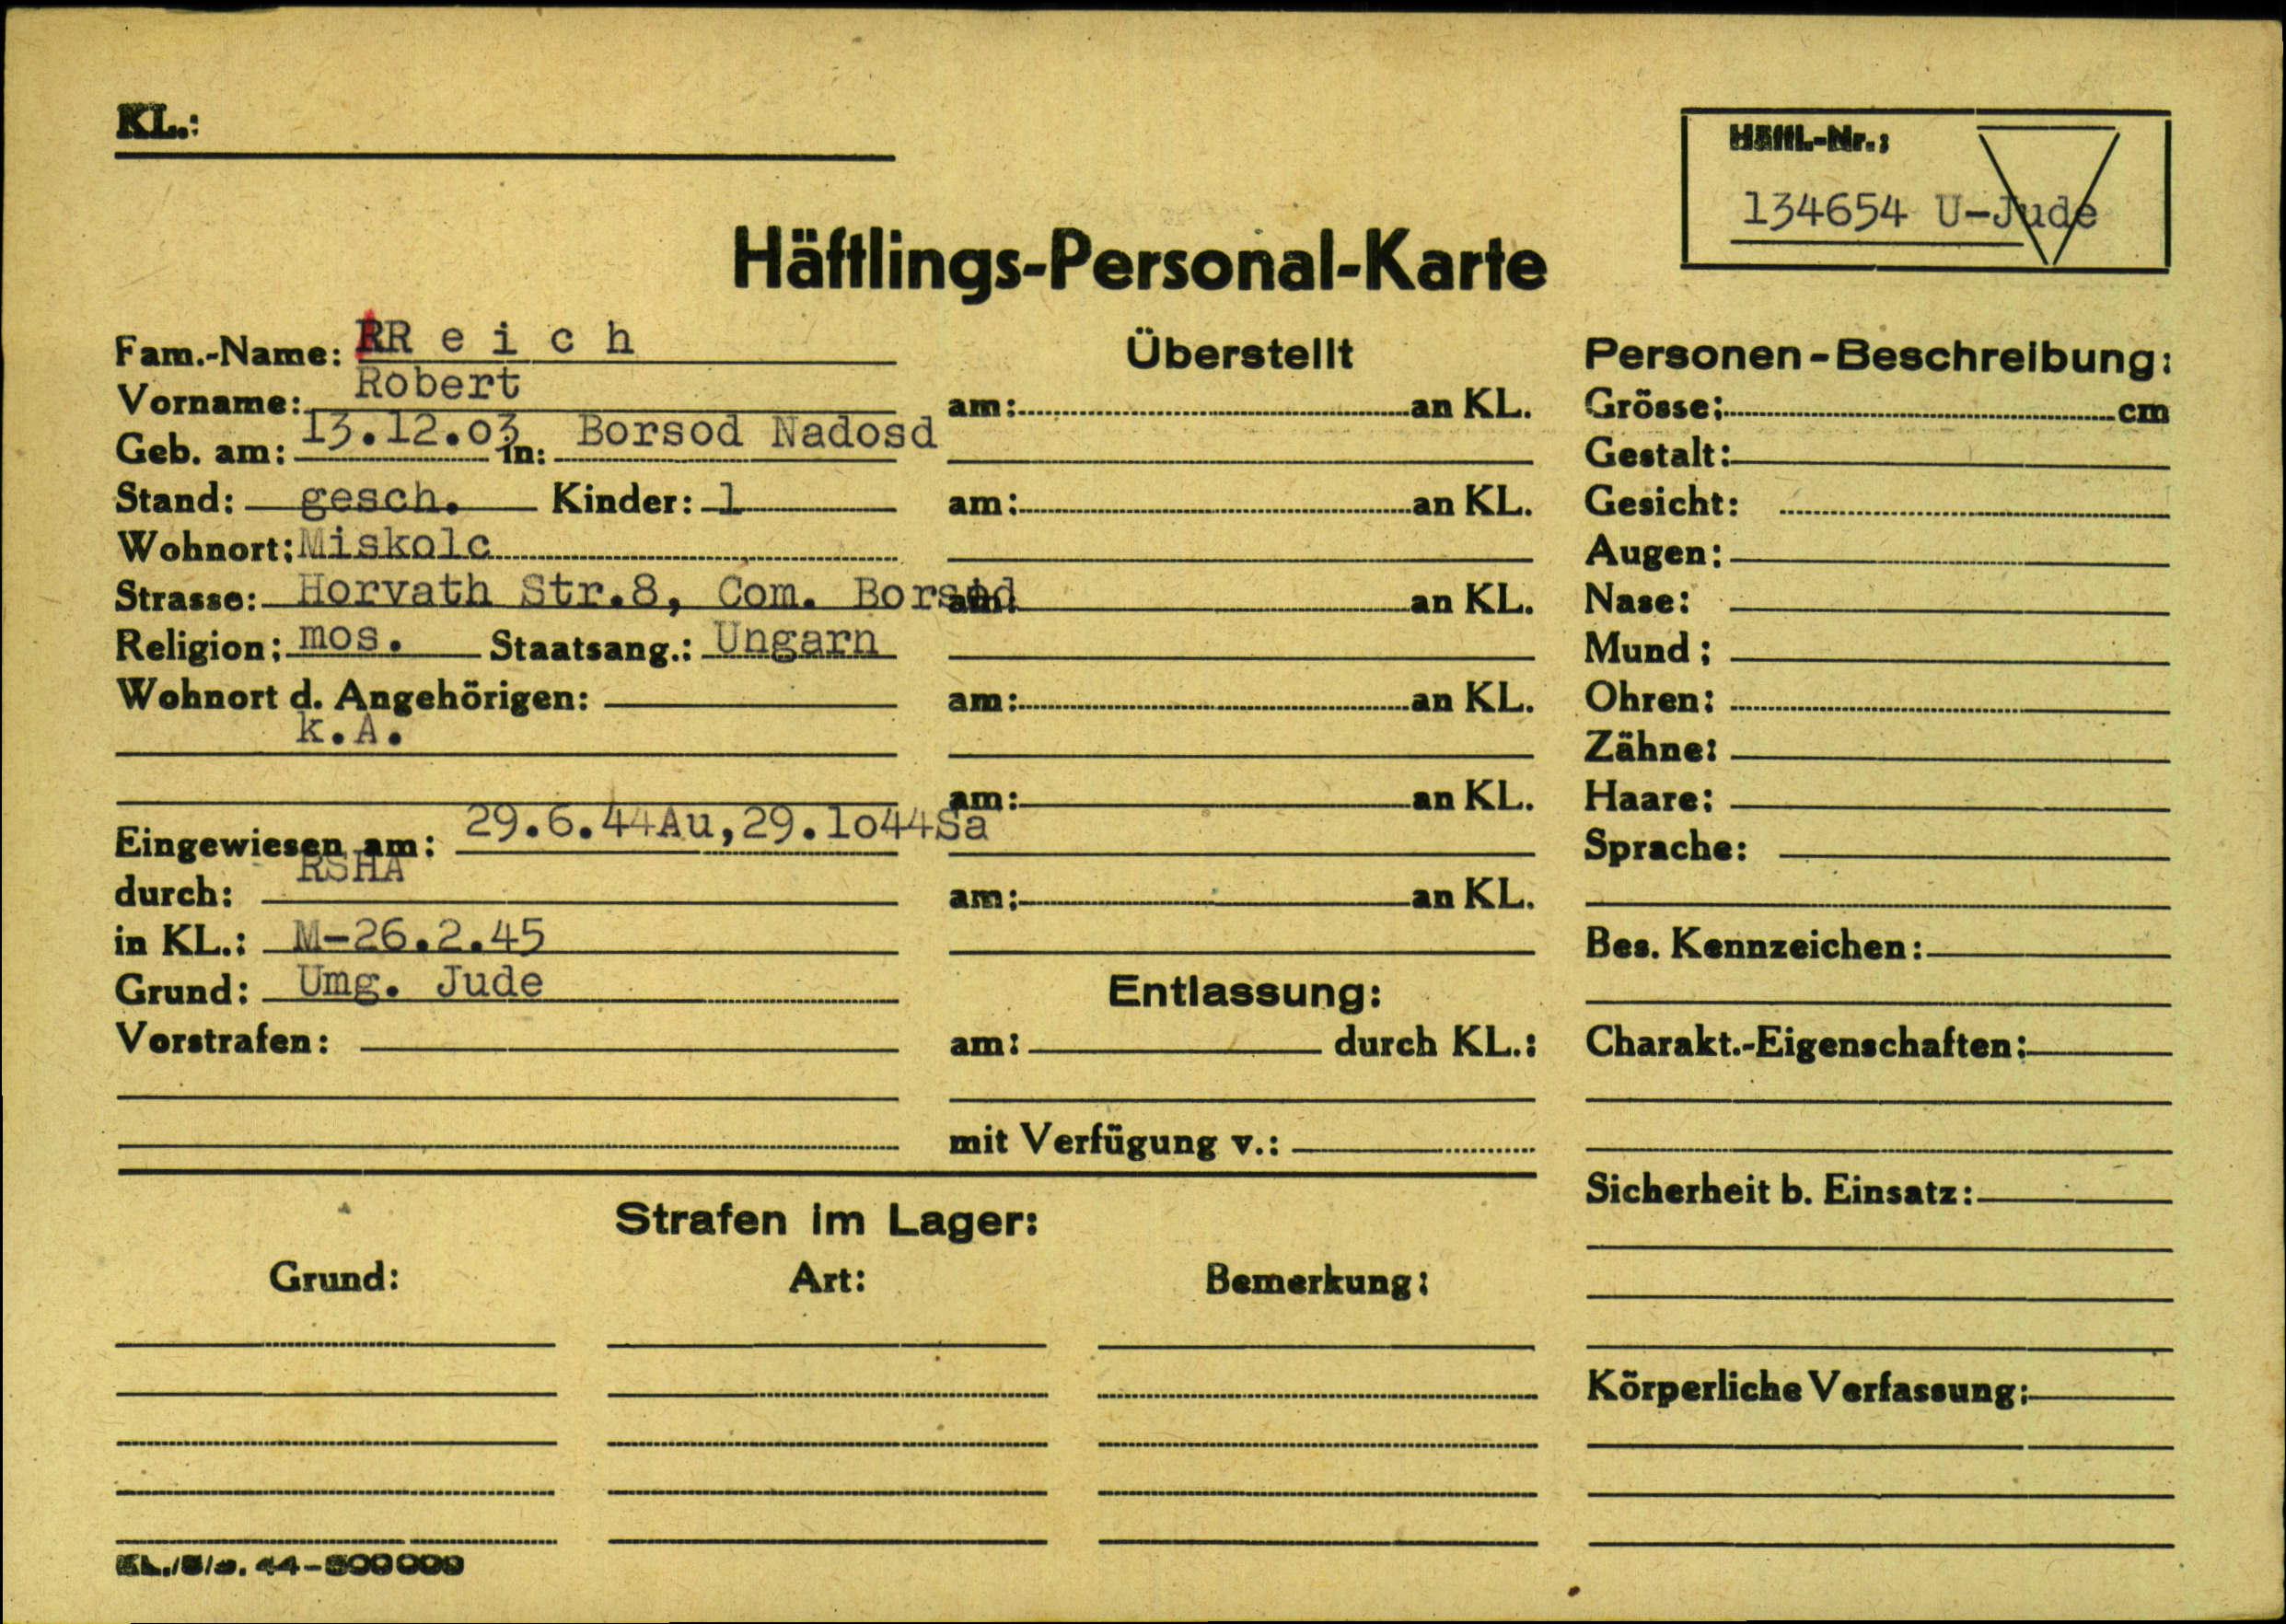 KL.:
Häftl.-Nr.:
134654 U-Jude
Häftlings-Personal-Karte
Fam.-Name: RR e i c h
Vorname: Robert
Geb. am: 13.12.o3 in: Borsod Nadosd
Stand: gesch. Kinder: 1
Wohnort: Miskolc
Strasse: Horvath Str.8, Com. Borsod
Religion: mos. Staatsang.: Ungarn
Wohnort d. Angehörigen:
k.A.
Eingewiesen am: 29.6.44Au,29.1o44Sa
durch: RSHA
in KL.: M-26.2.45
Grund: Umg. Jude
Vorstrafen:
Überstellt
am: an KL.
am: an KL.
am: an KL.
am: an KL.
am: an KL.
am: an KL.
Entlassung:
am: durch KL.:
mit Verfügung v.:
Personen-Beschreibung:
Grösse: cm
Gestalt:
Gesicht:
Augen:
Nase:
Mund:
Ohren:
Zähne:
Haare:
Sprache:
Bes. Kennzeichen:
Charakt.-Eigenschaften:
Sicherheit b. Einsatz:
Körperliche Verfassung:
Strafen im Lager:
Grund: Art: Bemerkung:
44-500 000